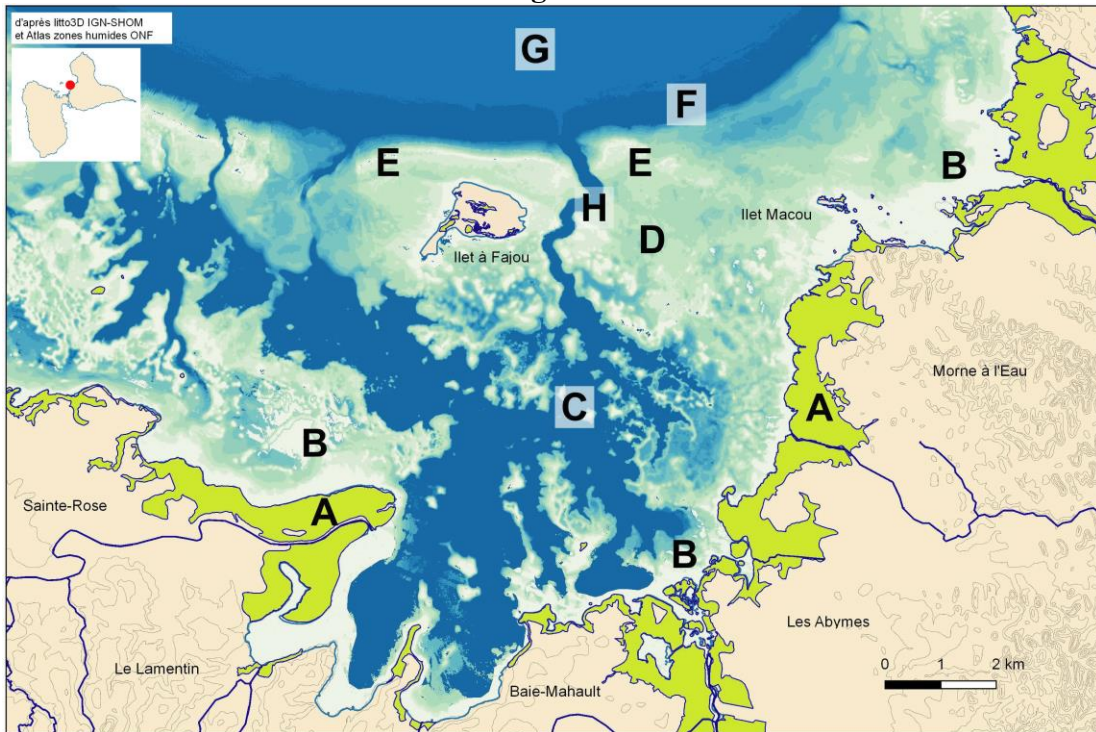 d'après litto3D IGN-SHOM
et Atlas zones humides ONF
G
F
E
E
B
H
Ilet Macou
D
Ilet à Fajou
Morne à l'Eau
C
A
B
Sainte-Rose
A
B
Les Abymes
Le Lamentin
0 1 2 km
Baie-Mahault